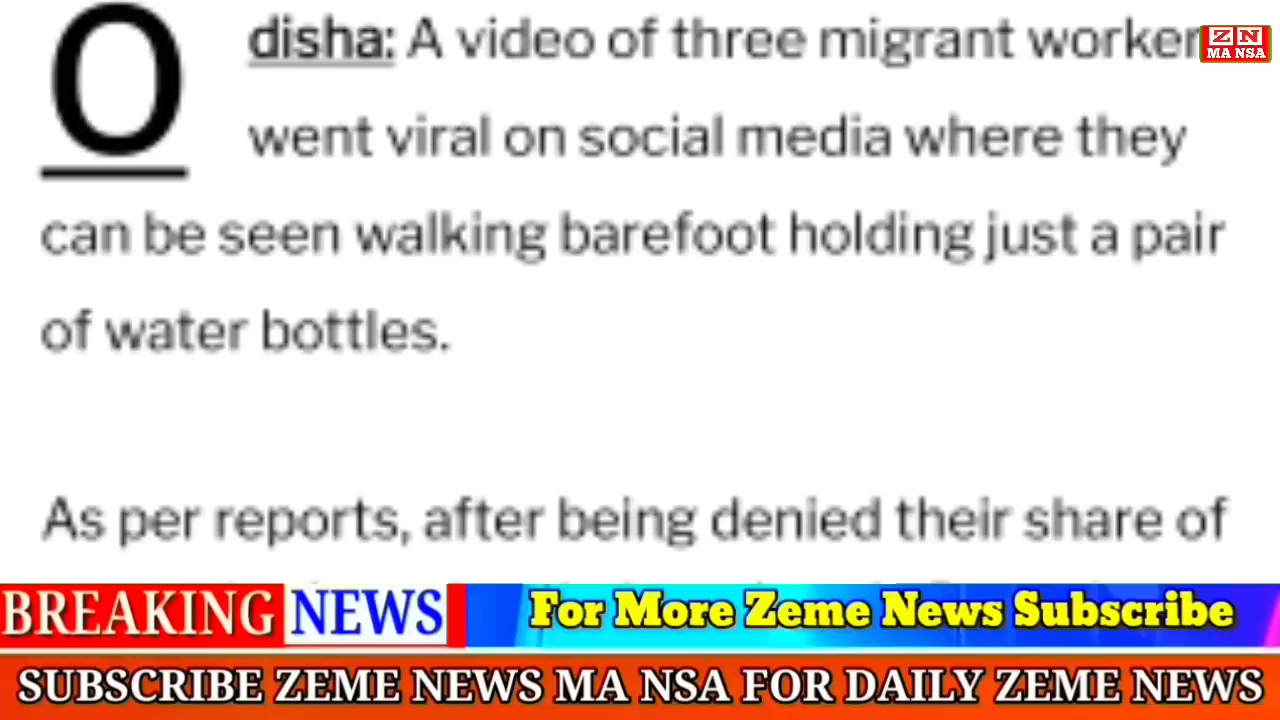 Odisha: A video of three migrant worker
went viral on social media where they
can be seen walking barefoot holding just a pair
of water bottles.
As per reports, after being denied their share of
BREAKING NEWS
For More Zeme News Subscribe
SUBSCRIBE ZEME NEWS MA NSA FOR DAILY ZEME NEWS
ZN
MA NSA